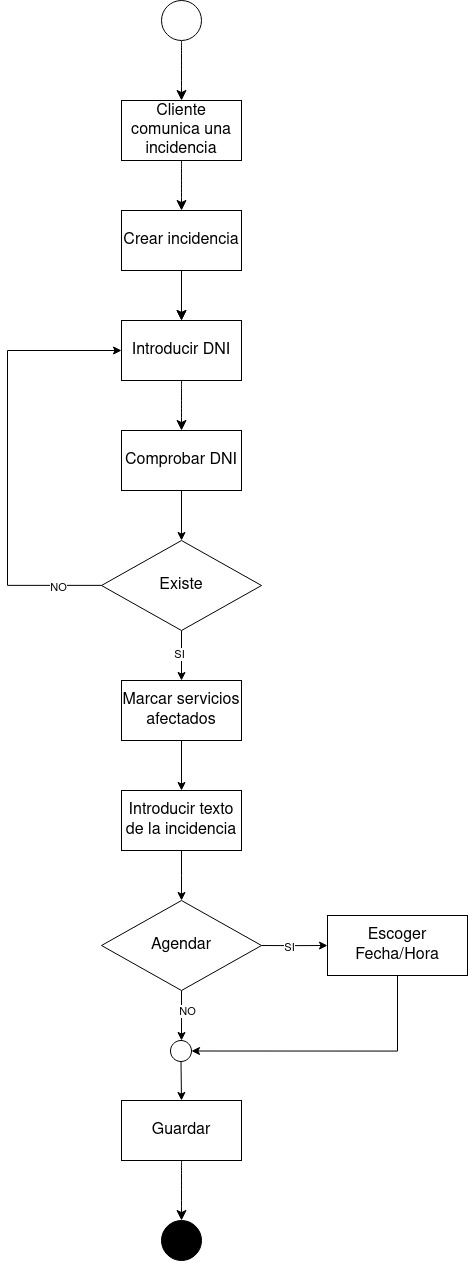 Cliente
comunica una
incidencia
Crear incidencia
Introducir DNI
Comprobar DNI
Existe
NO
SI
Marcar servicios
afectados
Introducir texto
de la incidencia
Agendar
SI
Escoger
Fecha/Hora
NO
Guardar